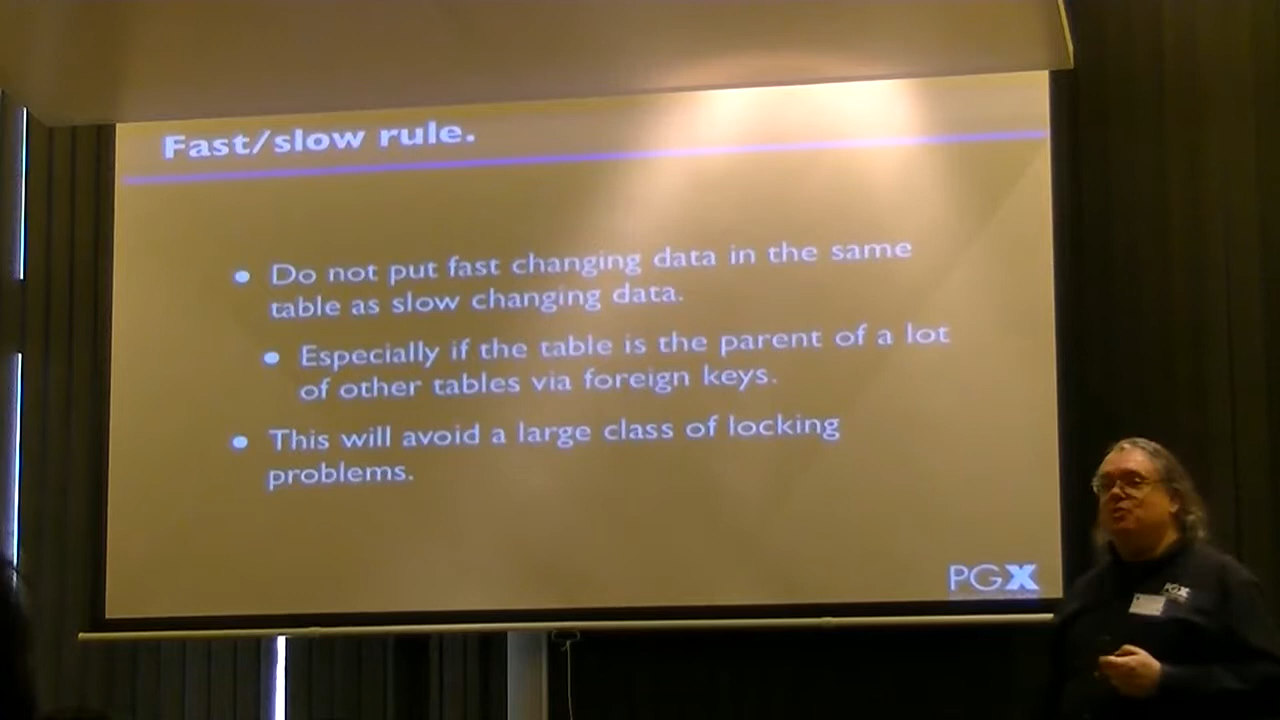 Fast/slow rule.
• Do not put fast changing data in the same
table as slow changing data.
• Especially if the table is the parent of a lot
of other tables via foreign keys.
• This will avoid a large class of locking
problems.
PGX
PGX